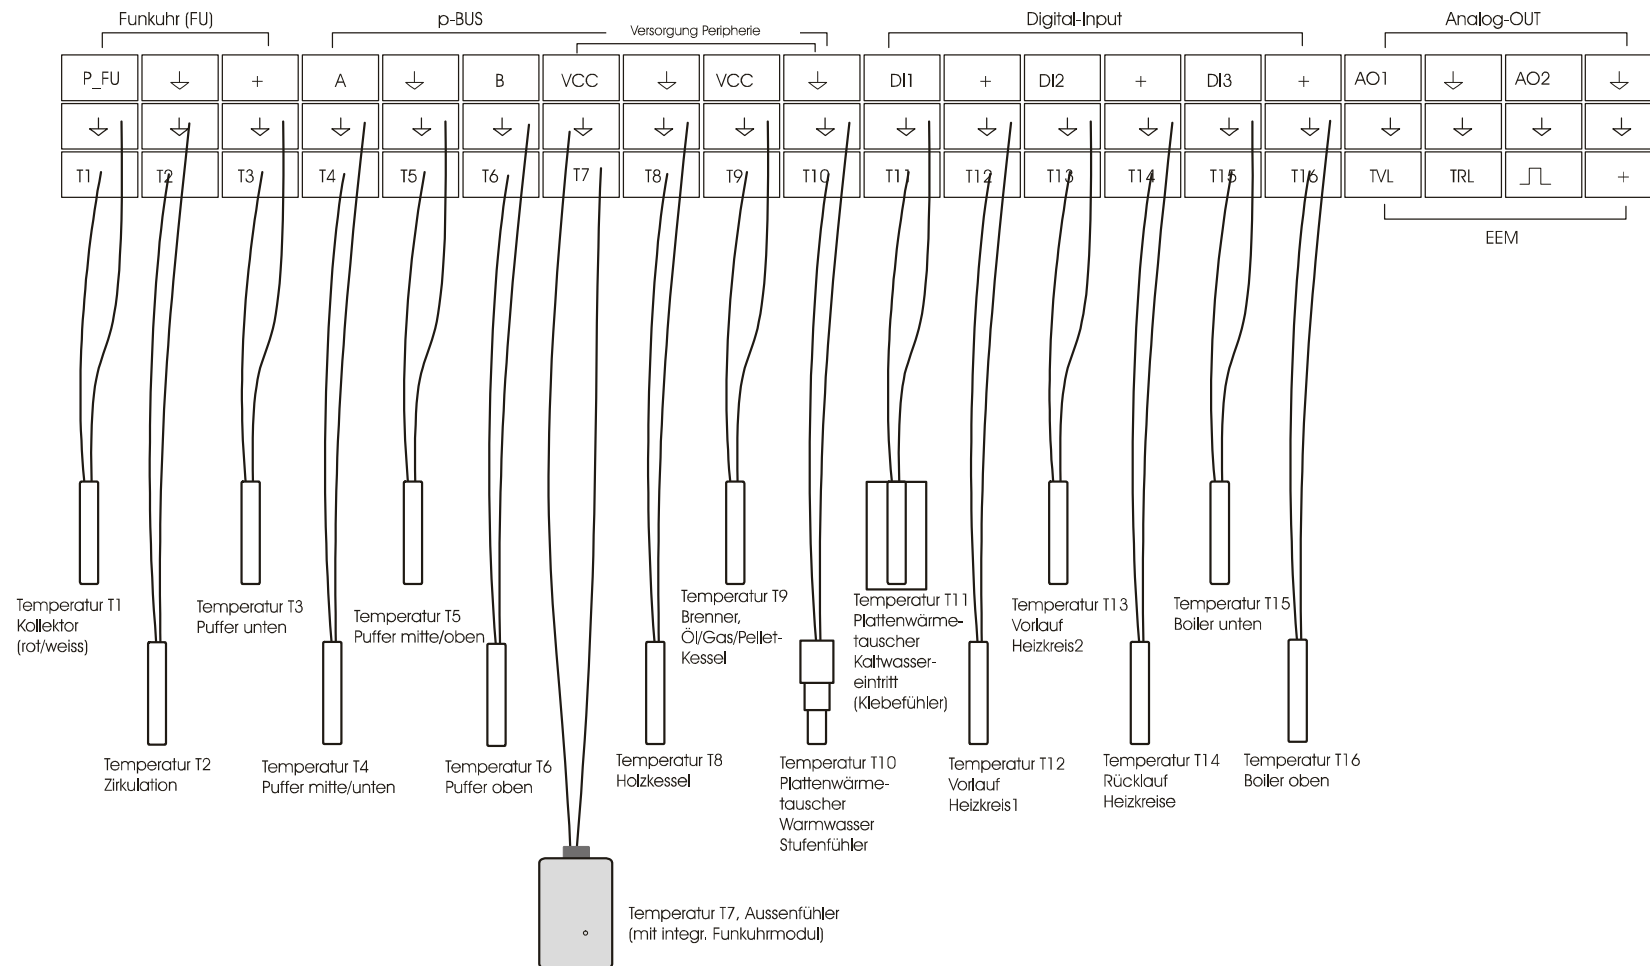 Funkuhr (FU)
p-BUS
Versorgung Peripherie
Digital-Input
Analog-OUT
P_FU ↓ + A ↓ B VCC ↓ VCC ↓ DI1 + DI2 + DI3 + AO1 ↓ AO2 ↓
↓ ↓ ↓ ↓ ↓ ↓ ↓ ↓ ↓ ↓ ↓ ↓ ↓ ↓ ↓ ↓ ↓ ↓ ↓ ↓
T1 T2 T3 T4 T5 T6 T7 T8 T9 T10 T11 T12 T13 T14 T15 T16 TVL TRL +
EEM
Temperatur T1
Kollektor
(rot/weiss)
Temperatur T2
Zirkulation
Temperatur T3
Puffer unten
Temperatur T4
Puffer mitte/unten
Temperatur T5
Puffer mitte/oben
Temperatur T6
Puffer oben
Temperatur T7, Aussenfühler
(mit integr. Funkuhrmodul)
Temperatur T8
Holzkessel
Temperatur T9
Brenner,
Öl/Gas/Pellet-
Kessel
Temperatur T10
Plattenwärme-
tauscher
Warmwasser
Stufenfühler
Temperatur T11
Plattenwärme-
tauscher
Kaltwasser-
eintritt
(Klebefühler)
Temperatur T12
Vorlauf
Heizkreis1
Temperatur T13
Vorlauf
Heizkreis2
Temperatur T14
Rücklauf
Heizkreise
Temperatur T15
Boiler unten
Temperatur T16
Boiler oben